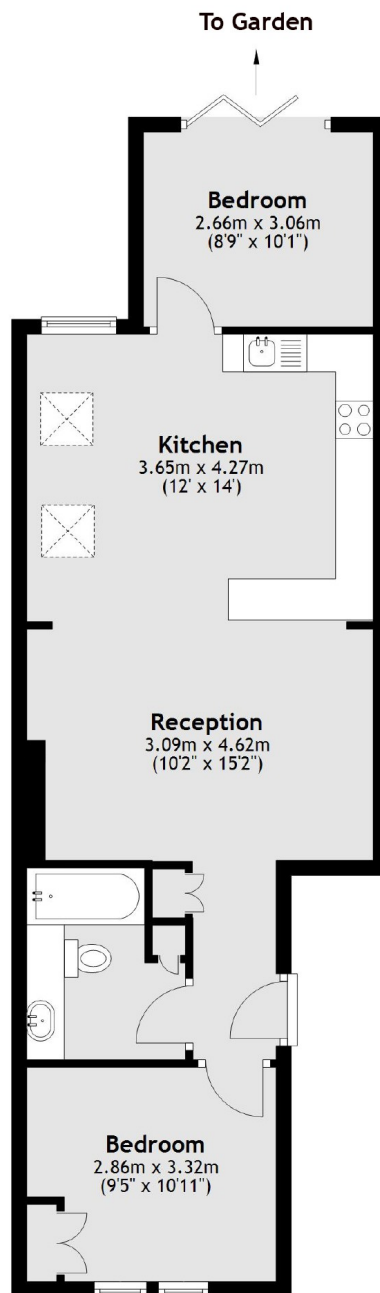 To Garden
Bedroom
2.66m x 3.06m
(8'9" x 10'1")
Kitchen
3.65m x 4.27m
(12' x 14')
Reception
3.09m x 4.62m
(10'2" x 15'2")
Bedroom
2.86m x 3.32m
(9'5" x 10'11")